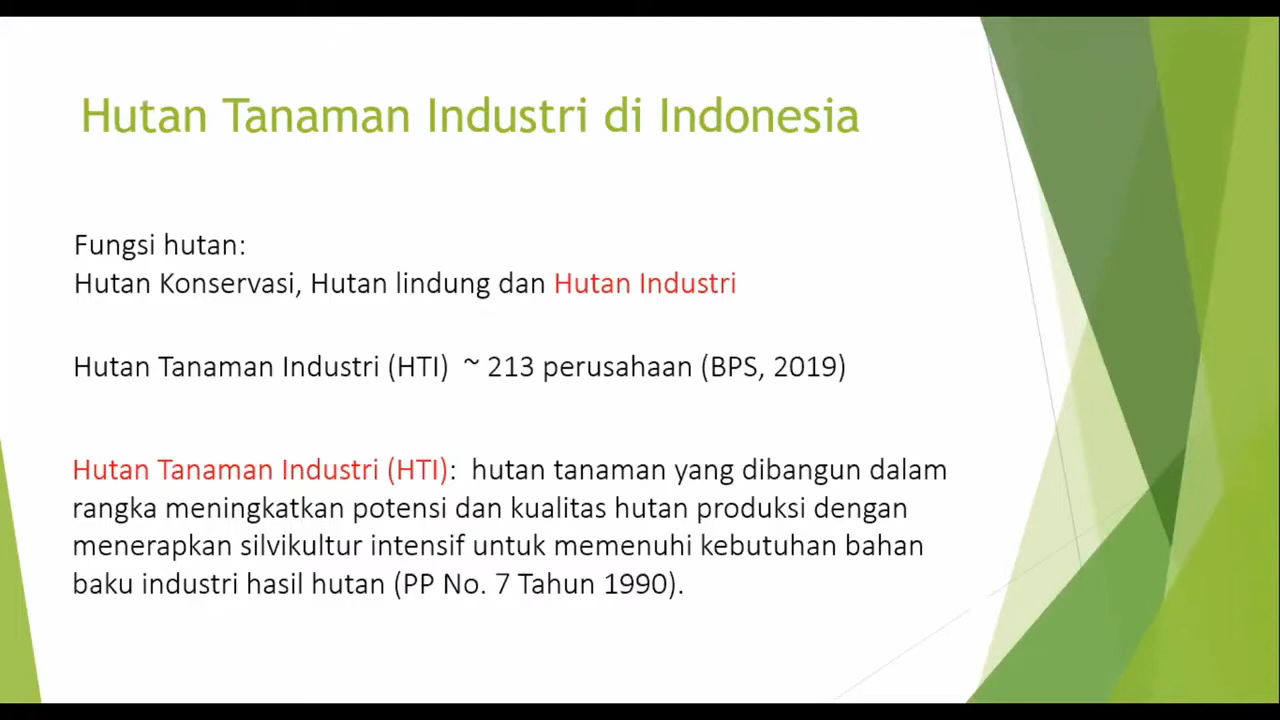 Hutan Tanaman Industri di Indonesia
Fungsi hutan:
Hutan Konservasi, Hutan lindung dan Hutan Industri
Hutan Tanaman Industri (HTI)  ~ 213 perusahaan (BPS, 2019)
Hutan Tanaman Industri (HTI):  hutan tanaman yang dibangun dalam
rangka meningkatkan potensi dan kualitas hutan produksi dengan
menerapkan silvikultur intensif untuk memenuhi kebutuhan bahan
baku industri hasil hutan (PP No. 7 Tahun 1990).